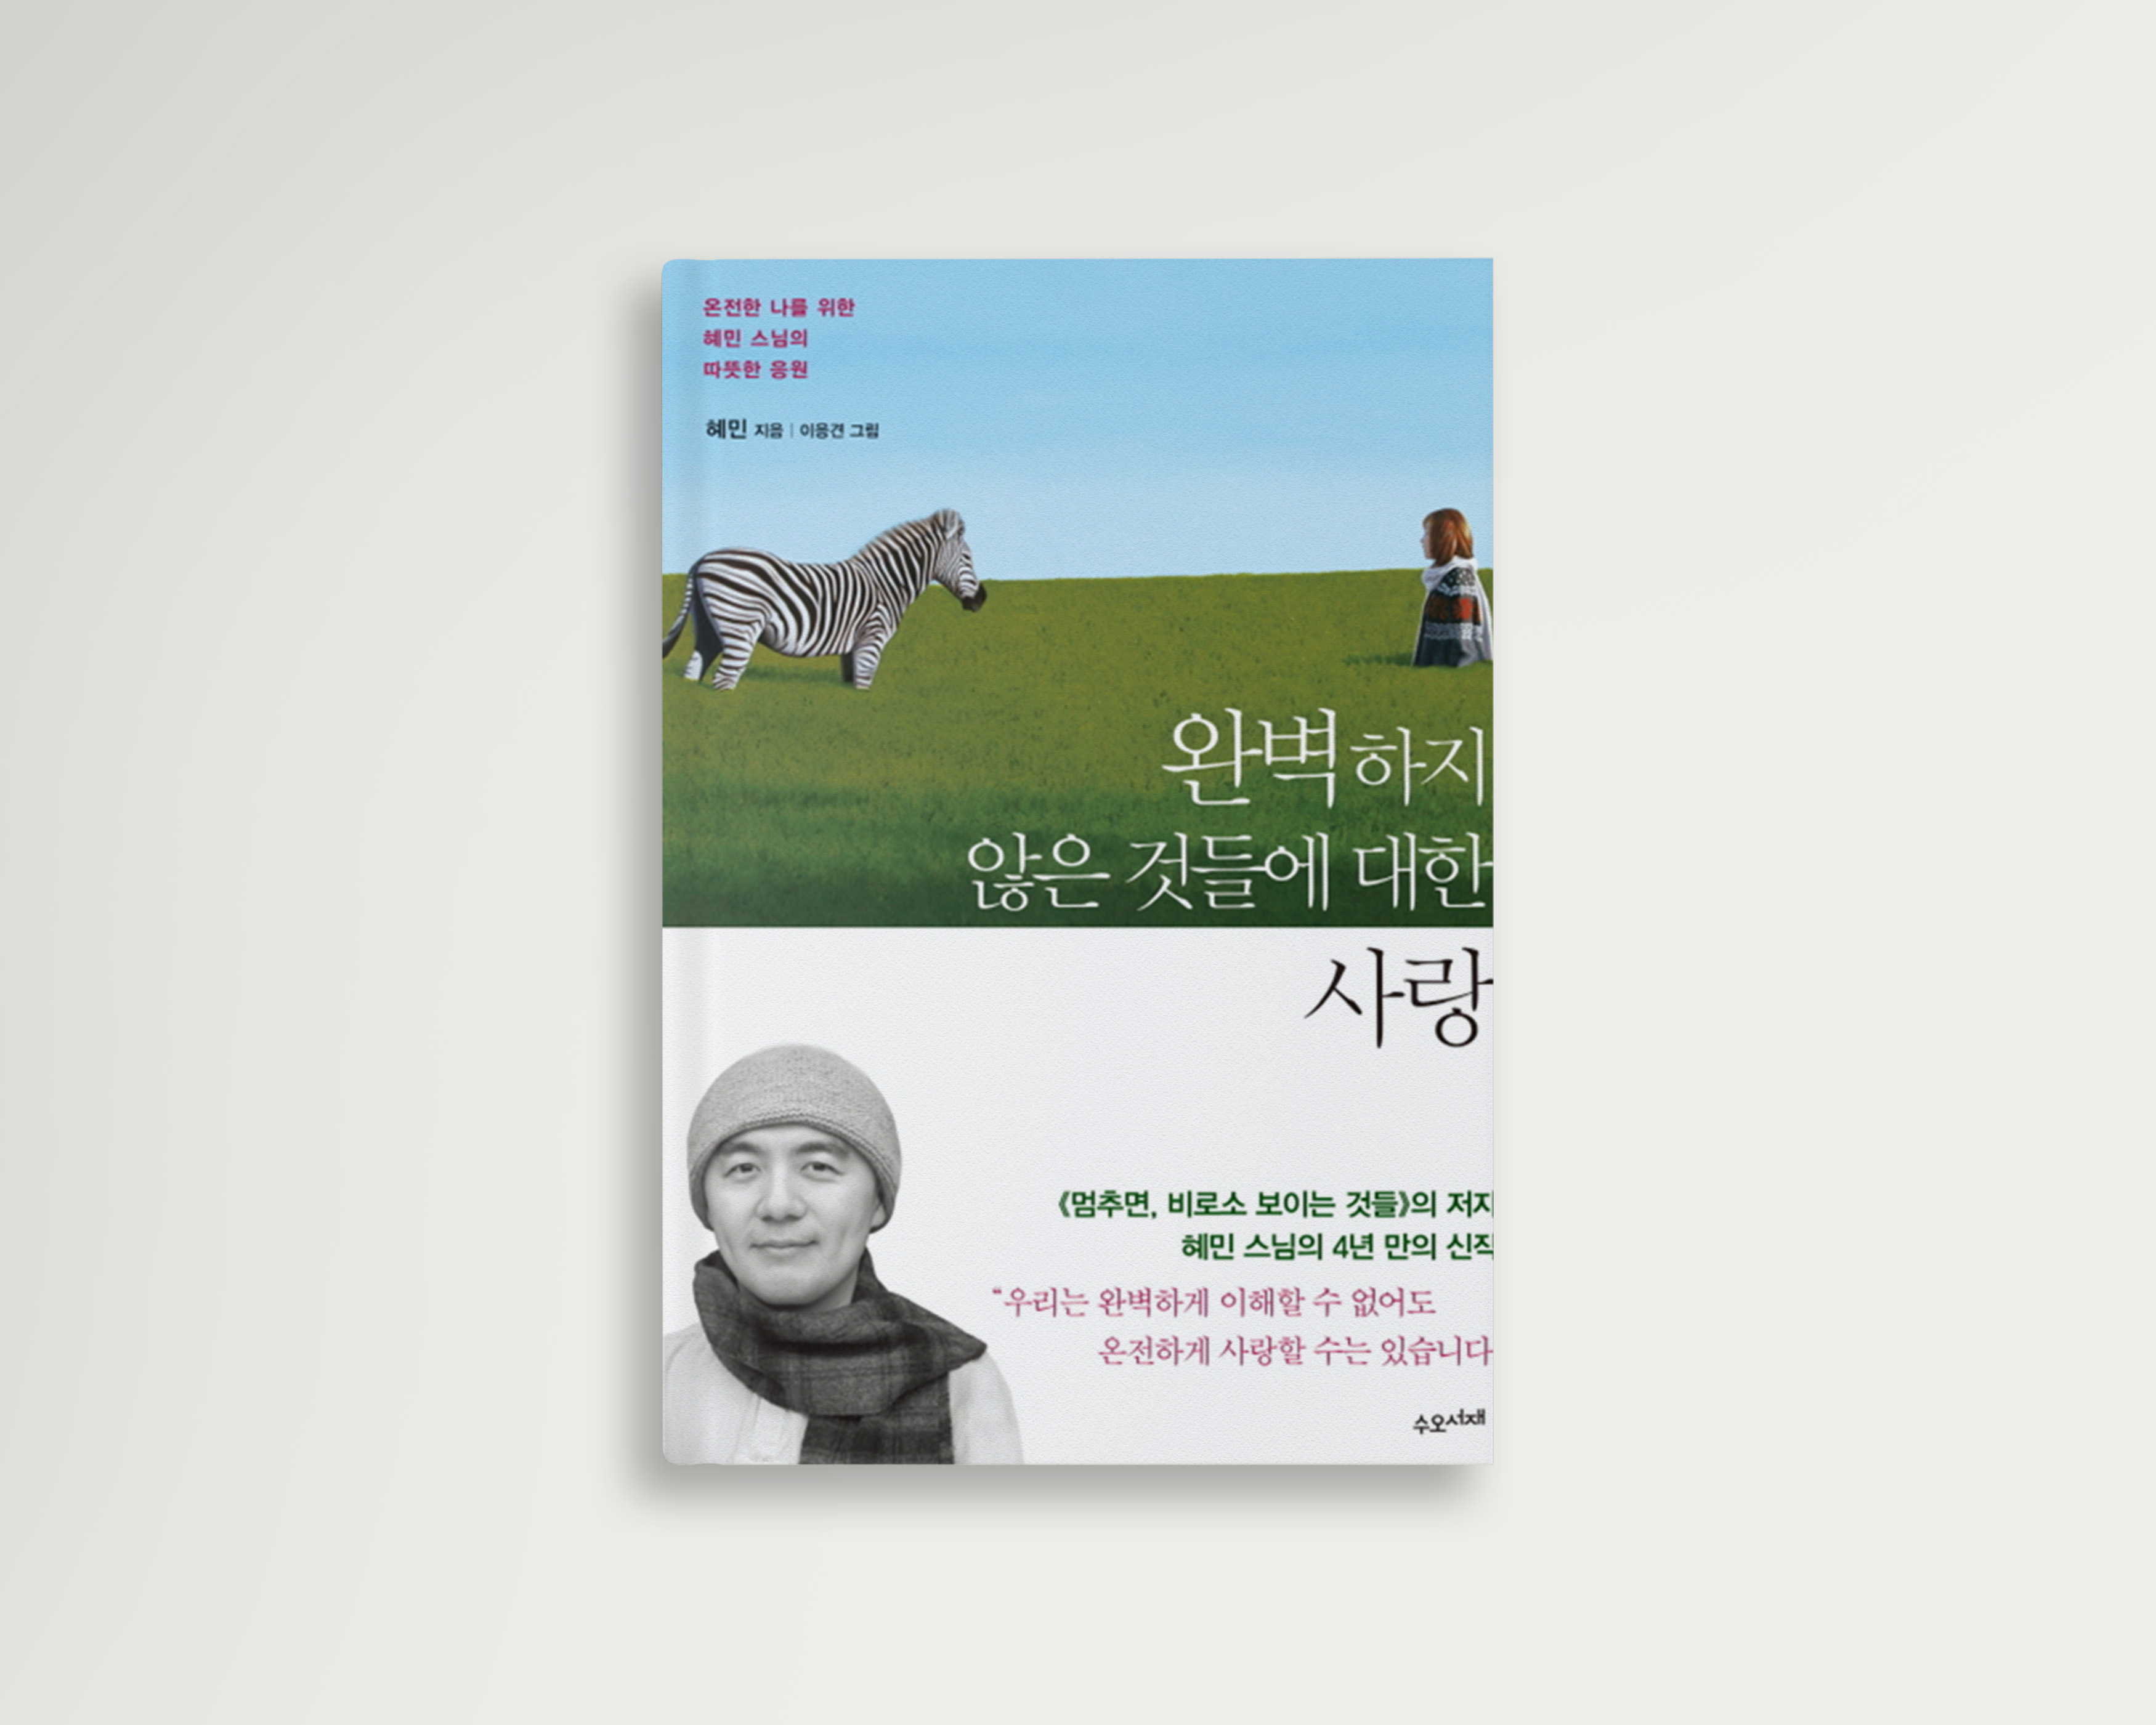 온전한 나를 위한
혜민 스님의
따뜻한 응원
혜민 지음 | 이응견 그림
완벽하지
않은 것들에 대한
사랑
《멈추면, 비로소 보이는 것들》의 저자
혜민 스님의 4년 만의 신작
“우리는 완벽하게 이해할 수 없어도
온전하게 사랑할 수는 있습니다
수오서재